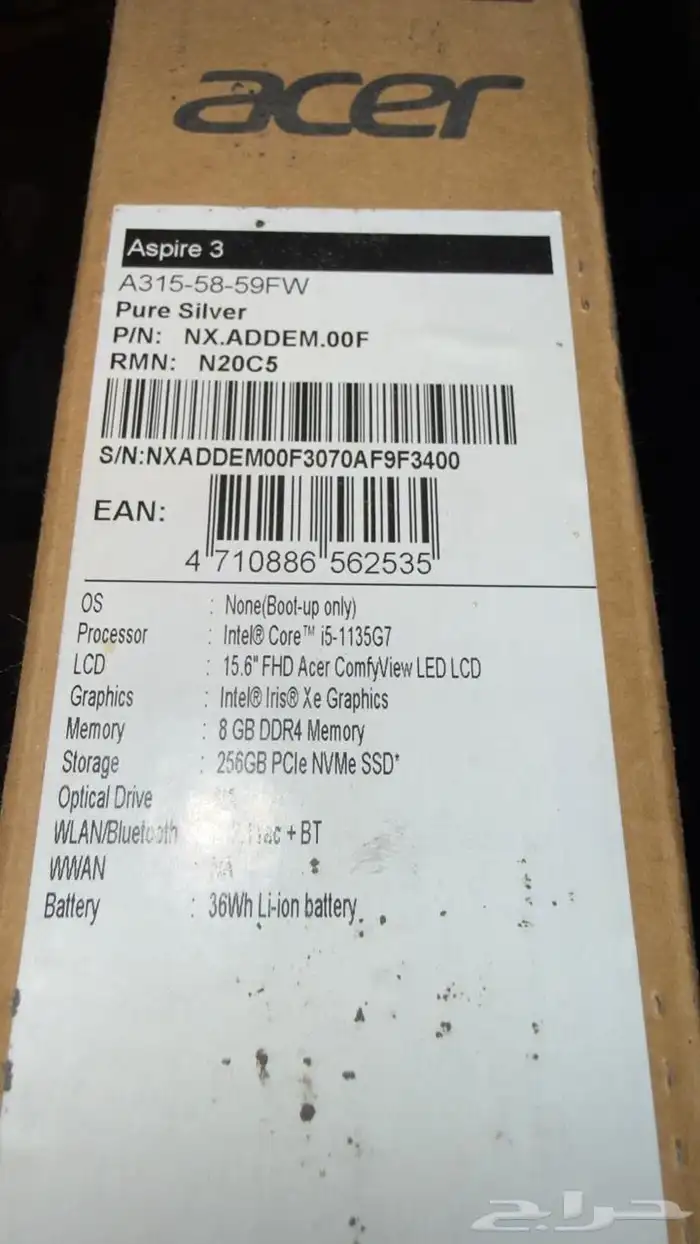 acer
Aspire 3
A315-58-59FW
Pure Silver
P/N: NX.ADDEM.00F
RMN: N20C5
S/N:NXADDEM00F3070AF9F3400
EAN:
4 710886 562535
OS : None(Boot-up only)
Processor : Intel® Core™ i5-1135G7
LCD : 15.6" FHD Acer ComfyView LED LCD
Graphics : Intel® Iris® Xe Graphics
Memory : 8 GB DDR4 Memory
Storage : 256GB PCIe NVMe SSD*
Optical Drive
WLAN/Bluetooth + BT
WWAN : NA
Battery : 36Wh Li-ion battery
حراج